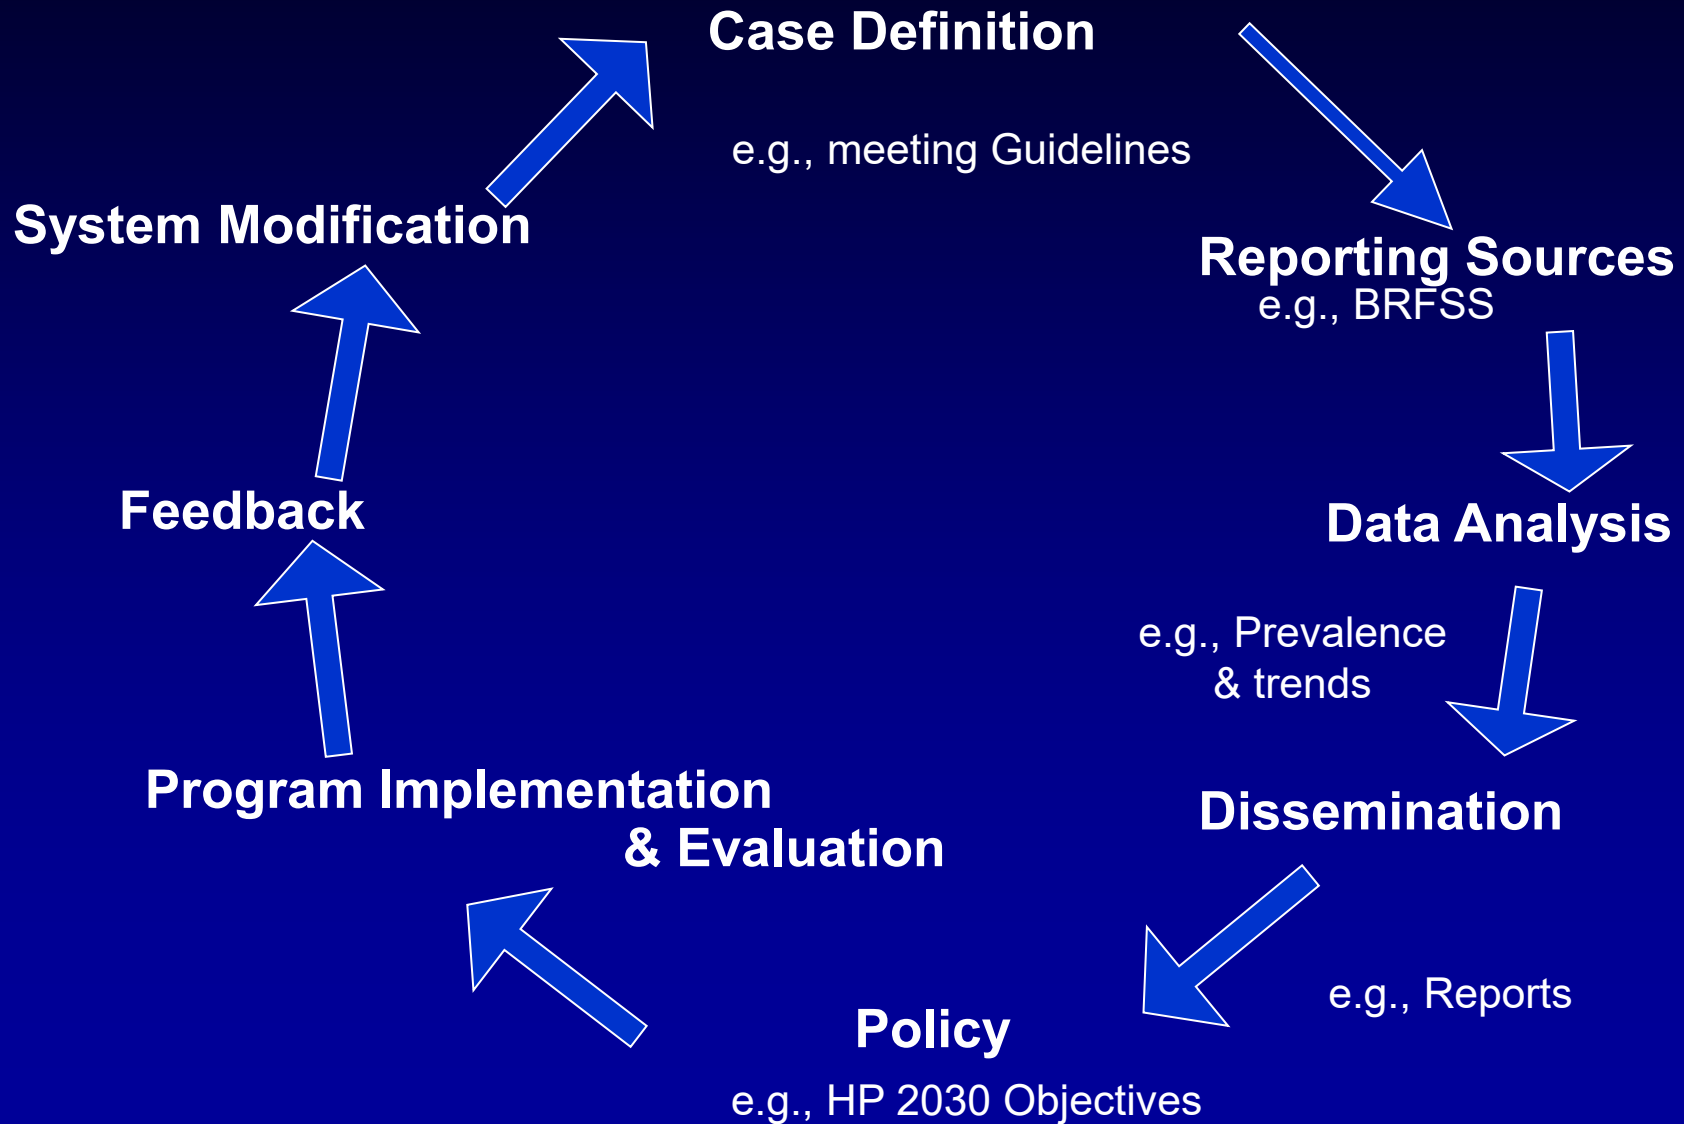 Case Definition
e.g., meeting Guidelines
Reporting Sources
e.g., BRFSS
Data Analysis
e.g., Prevalence
& trends
Dissemination
e.g., Reports
Policy
e.g., HP 2030 Objectives
Program Implementation
& Evaluation
Feedback
System Modification